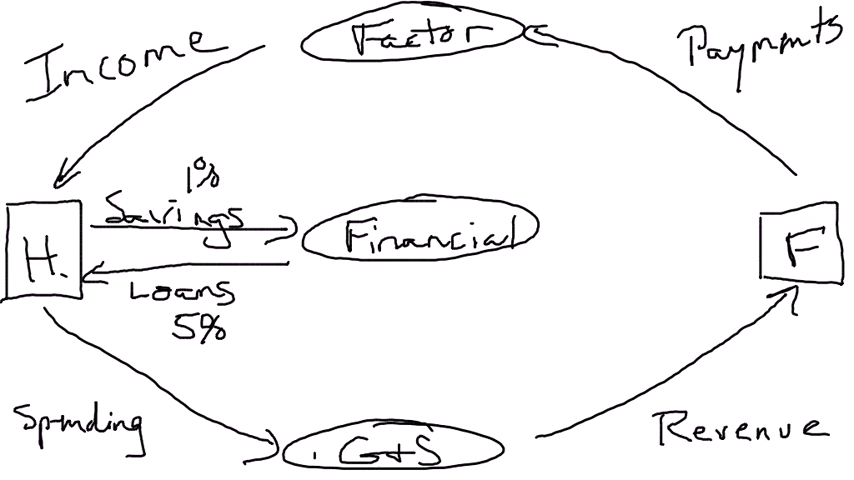 Income
Factor
Payments
1%
Savings
H.
Financial
F
Loans
5%
Spending
G+S
Revenue